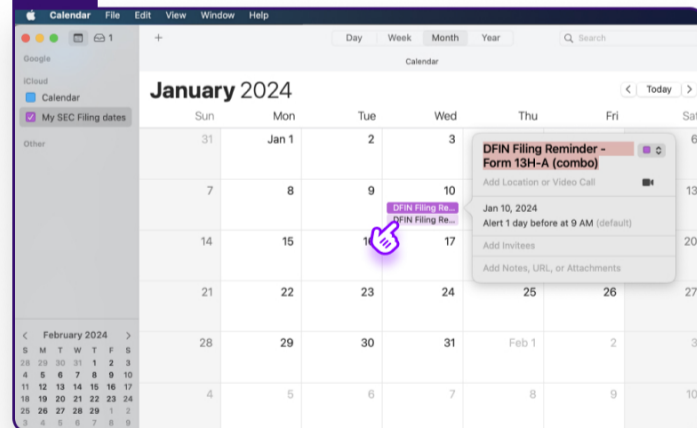 Calendar File Edit View Window Help
1 + Day Week Month Year Search
Google
Calendar
iCloud
Calendar
My SEC Filing dates
Other
January 2024
Today
Sun Mon Tue Wed Thu Fri Sat
31 Jan 1 2 3 6
DFIN Filing Reminder -
Form 13H-A (combo)
Add Location or Video Call
Jan 10, 2024
Alert 1 day before at 9 AM (default)
Add Invitees
Add Notes, URL, or Attachments
7 8 9 10 13
DFIN Filing Re...
DFIN Filing Re...
14 15 17 20
21 22 23 24 25 26 27
28 29 30 31 Feb 1 2 3
4 5 6 7 8 9 10
February 2024
S M T W T F S
28 29 30 31 1 2 3
4 5 6 7 8 9 10
11 12 13 14 15 16 17
18 19 20 21 22 23 24
25 26 27 28 29 1 2
3 4 5 6 7 8 9